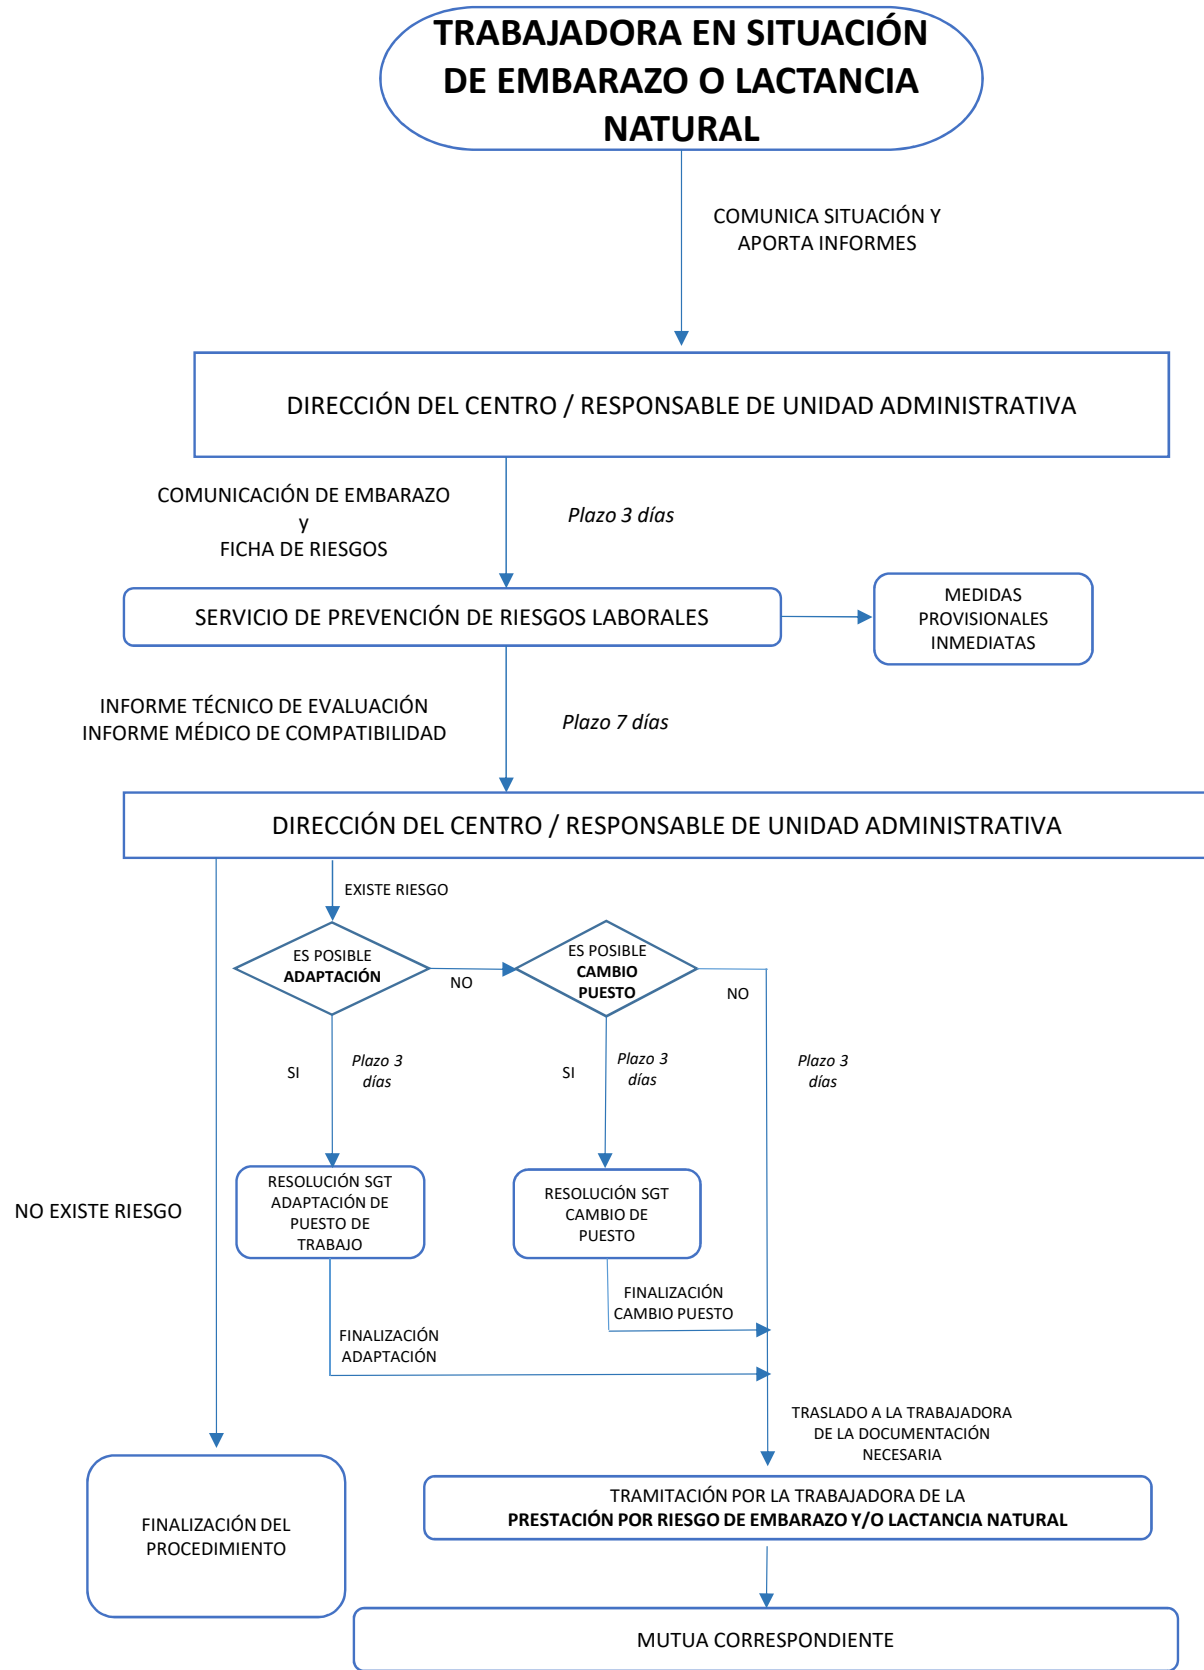 TRABAJADORA EN SITUACIÓN
DE EMBARAZO O LACTANCIA
NATURAL
COMUNICA SITUACIÓN Y
APORTA INFORMES
DIRECCIÓN DEL CENTRO / RESPONSABLE DE UNIDAD ADMINISTRATIVA
COMUNICACIÓN DE EMBARAZO
y
FICHA DE RIESGOS
Plazo 3 días
SERVICIO DE PREVENCIÓN DE RIESGOS LABORALES
MEDIDAS
PROVISIONALES
INMEDIATAS
INFORME TÉCNICO DE EVALUACIÓN
INFORME MÉDICO DE COMPATIBILIDAD
Plazo 7 días
DIRECCIÓN DEL CENTRO / RESPONSABLE DE UNIDAD ADMINISTRATIVA
EXISTE RIESGO
ES POSIBLE
ADAPTACIÓN
NO
ES POSIBLE
CAMBIO
PUESTO
NO
SI
Plazo 3
días
SI
Plazo 3
días
Plazo 3
días
NO EXISTE RIESGO
RESOLUCIÓN SGT
ADAPTACIÓN DE
PUESTO DE
TRABAJO
RESOLUCIÓN SGT
CAMBIO DE
PUESTO
FINALIZACIÓN
CAMBIO PUESTO
FINALIZACIÓN
ADAPTACIÓN
TRASLADO A LA TRABAJADORA
DE LA DOCUMENTACIÓN
NECESARIA
FINALIZACIÓN DEL
PROCEDIMIENTO
TRAMITACIÓN POR LA TRABAJADORA DE LA
PRESTACIÓN POR RIESGO DE EMBARAZO Y/O LACTANCIA NATURAL
MUTUA CORRESPONDIENTE